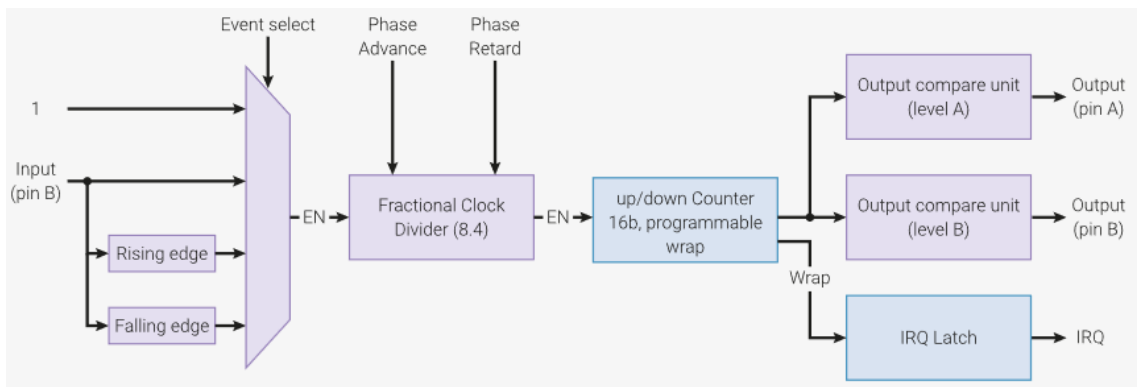 Event select
Phase
Advance
Phase
Retard
1
Input
(pin B)
Rising edge
Falling edge
EN
Fractional Clock
Divider (8.4)
EN
up/down Counter
16b, programmable
wrap
Wrap
Output compare unit
(level A)
Output
(pin A)
Output compare unit
(level B)
Output
(pin B)
IRQ Latch
IRQ